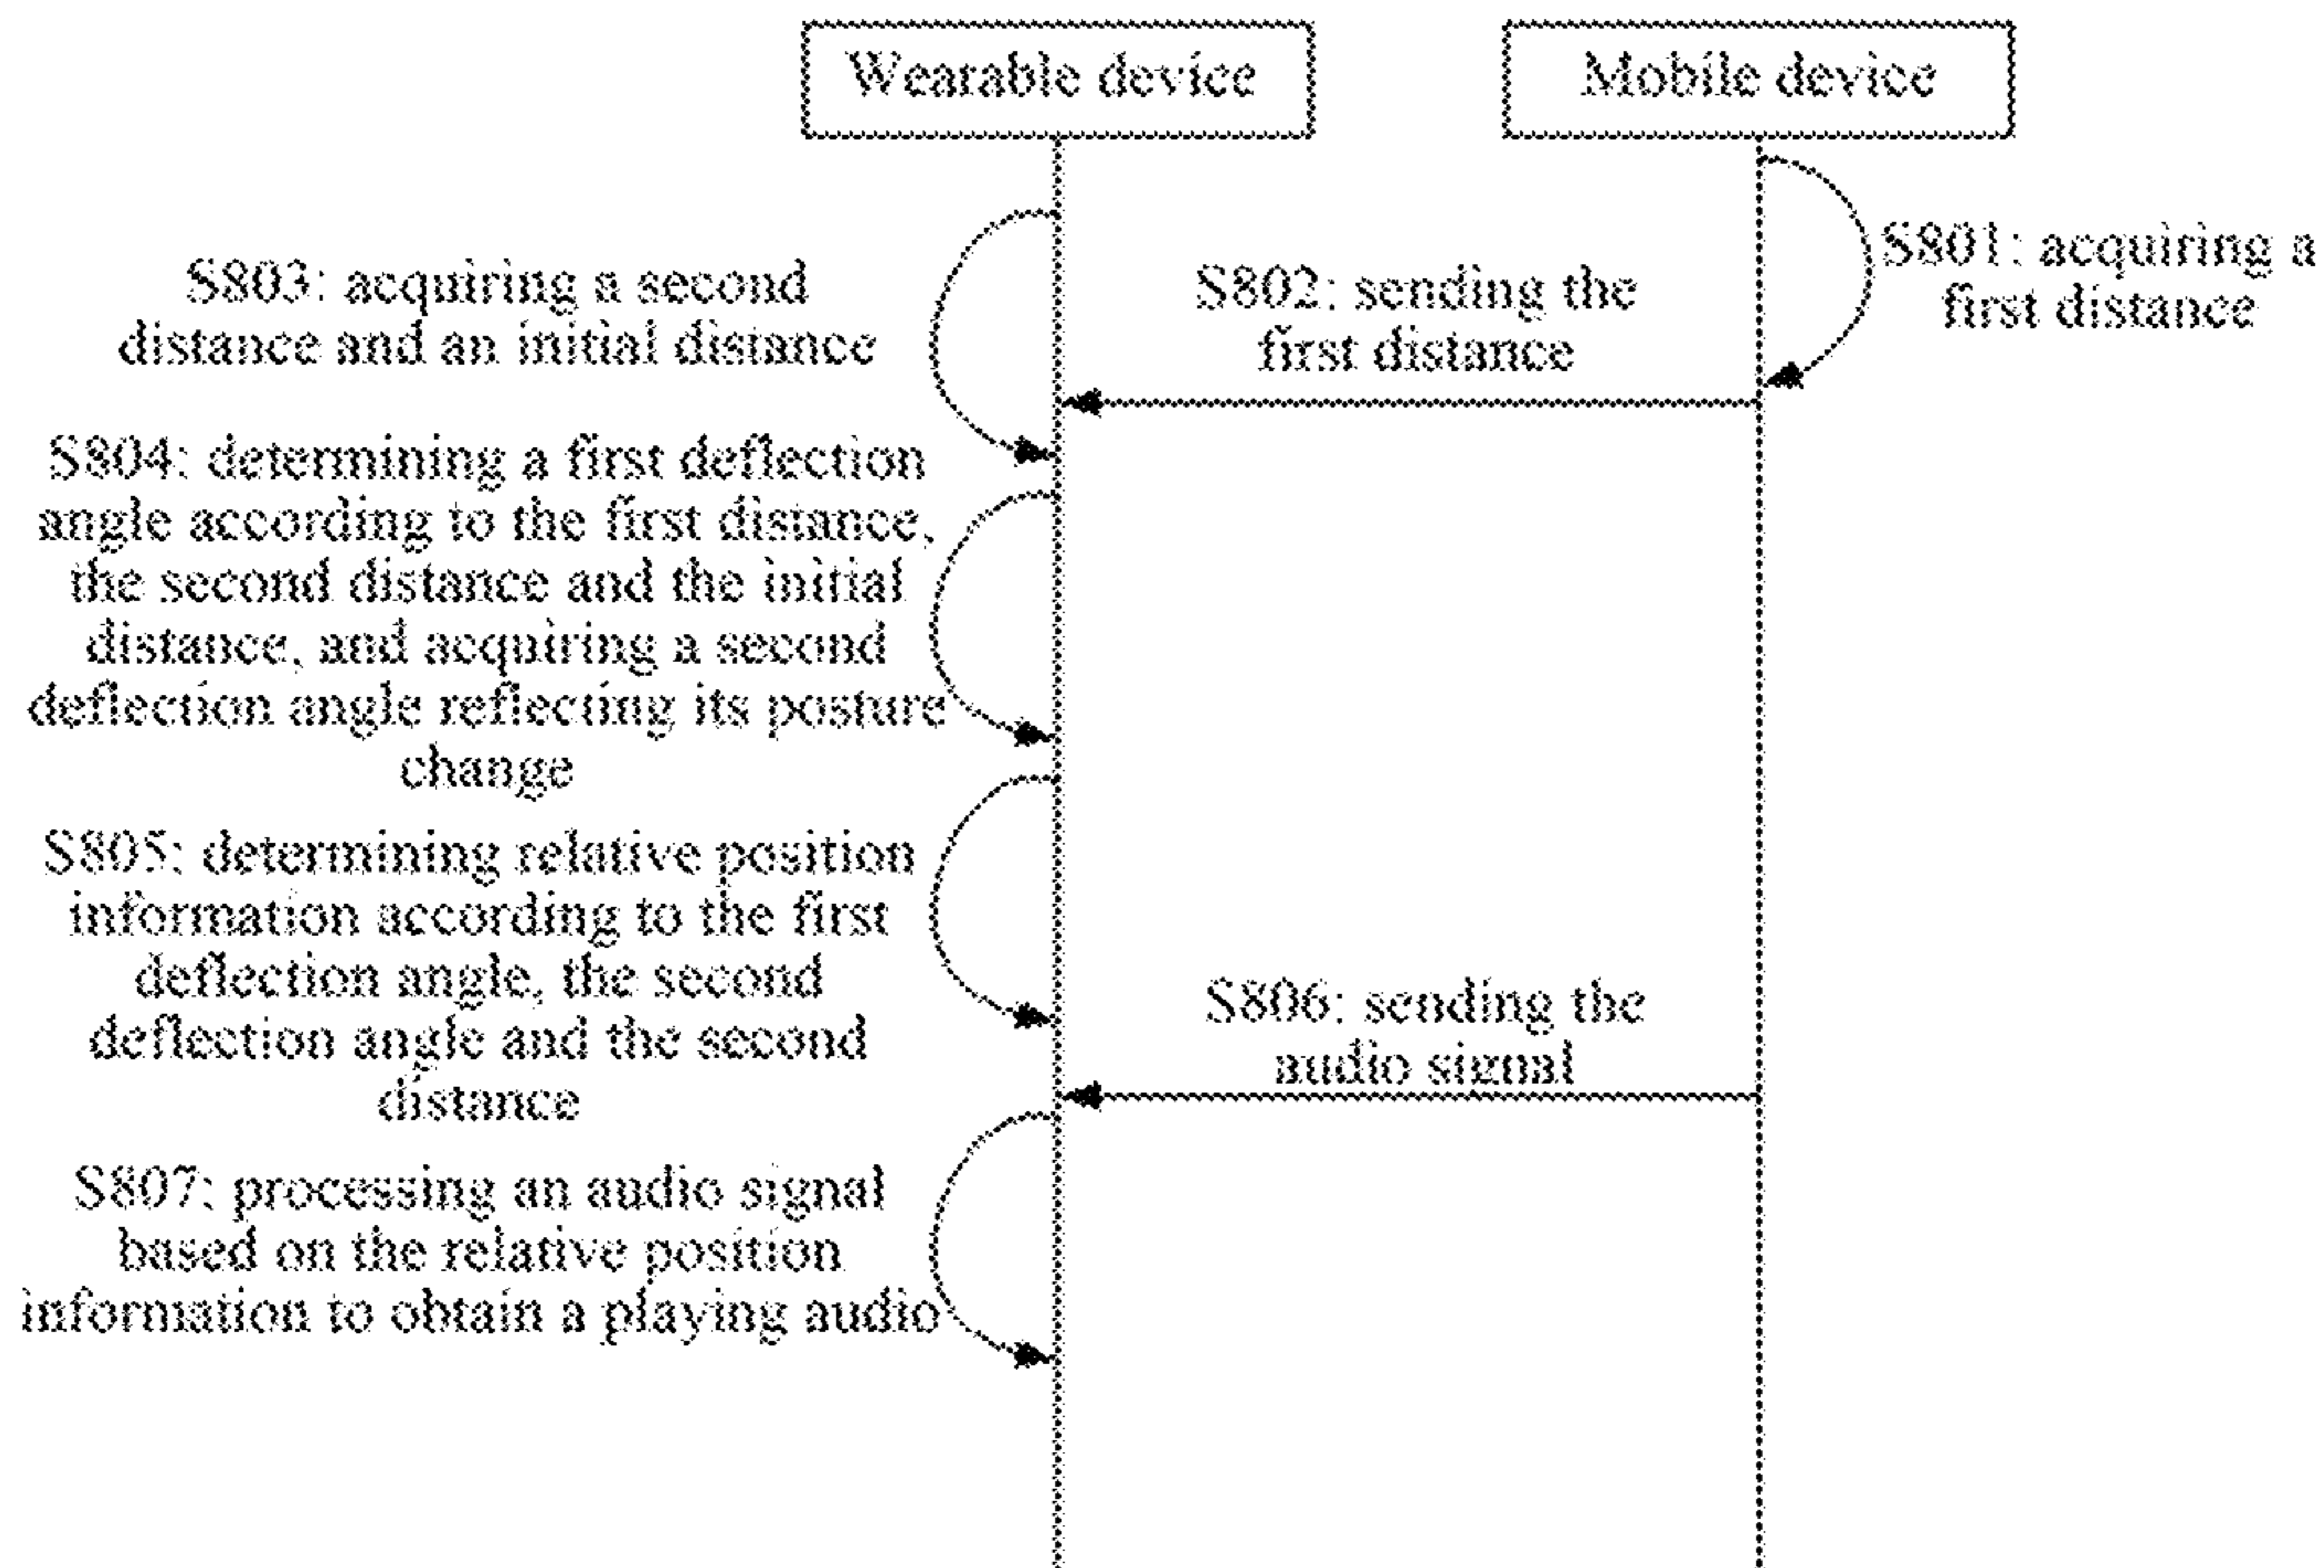 Wearable device
Mobile device
S801: acquiring a
first distance
S802: sending the
first distance
S803: acquiring a second
distance and an initial distance
S804: determining a first deflection
angle according to the first distance,
the second distance and the initial
distance, and acquiring a second
deflection angle reflecting its posture
change
S805: determining relative position
information according to the first
deflection angle, the second
deflection angle and the second
distance
S806: sending the
audio signal
S807: processing an audio signal
based on the relative position
information to obtain a playing audio